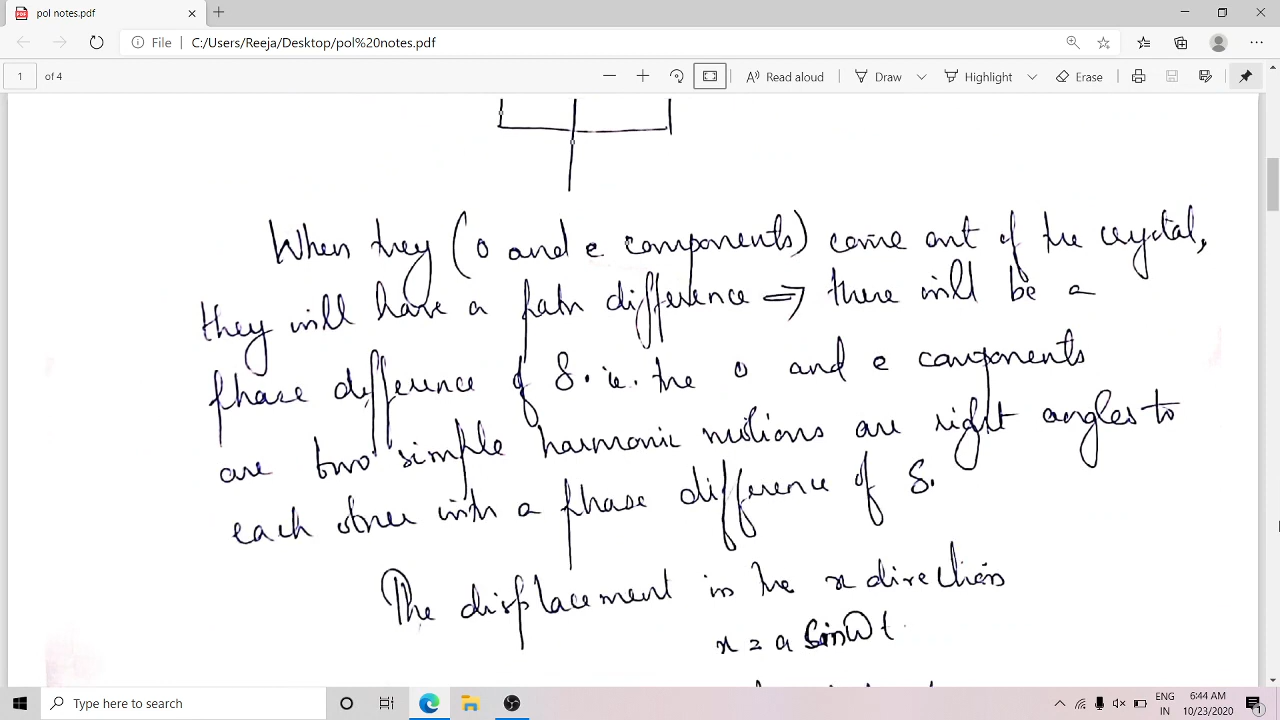 pol notes.pdf
File C:/Users/Reeja/Desktop/pol%20notes.pdf
1 of 4 Read aloud Draw Highlight Erase
When they (o and e components) come out of the crystal,
they will have a path difference ⇒ there will be a
phase difference of δ. i.e. the o and e components
are two simple harmonic motions are right angles to
each other with a phase difference of δ.
The displacement in the x direction
x = a sinωt
Type here to search
ENG 6:44 AM
IN 10/23/2020
1